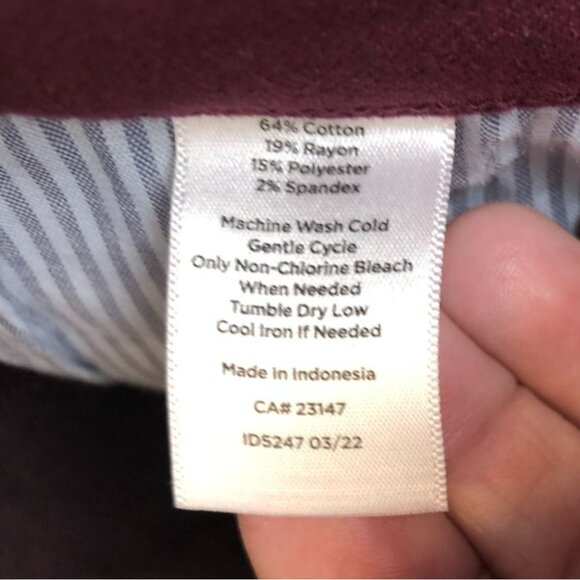 64% Cotton
19% Rayon
15% Polyester
2% Spandex
Machine Wash Cold
Gentle Cycle
Only Non-Chlorine Bleach
When Needed
Tumble Dry Low
Cool Iron If Needed
Made in Indonesia
CA# 23147
ID5247 03/22